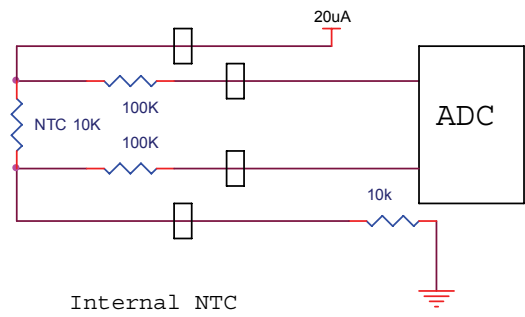 20uA
100K
NTC 10K
100K
ADC
10k
Internal NTC